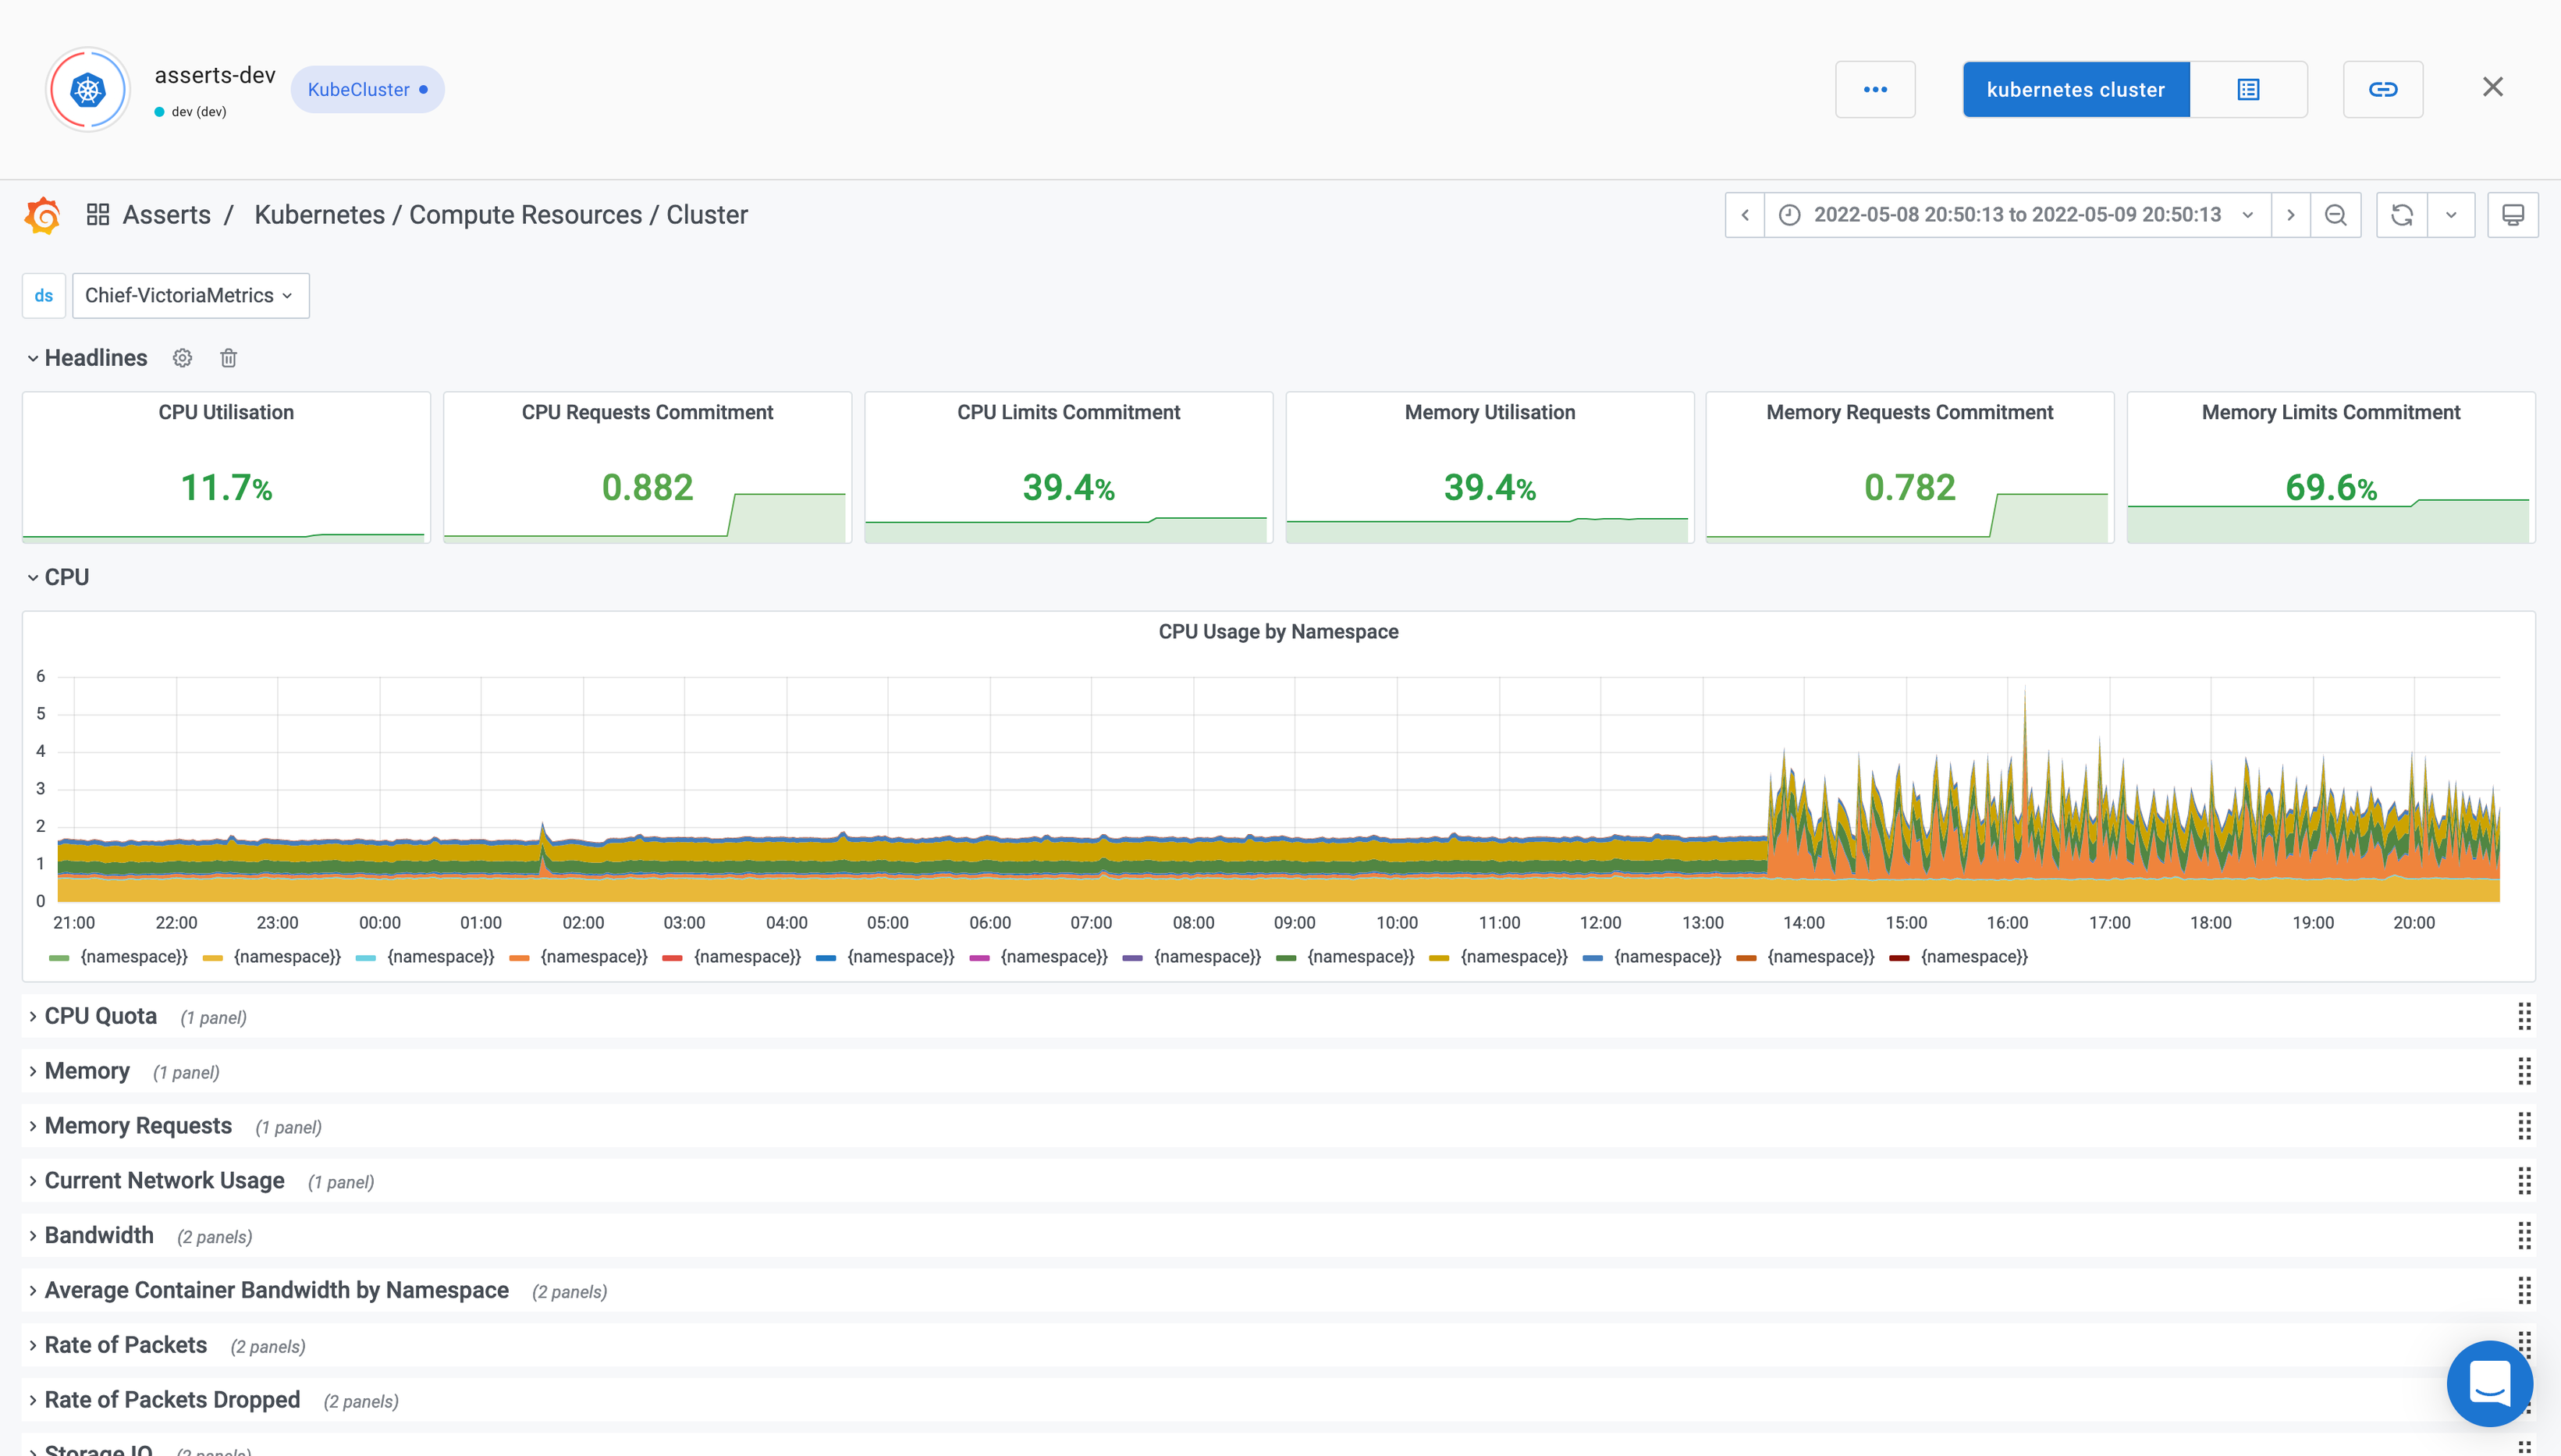 asserts-dev
KubeCluster
dev (dev)
kubernetes cluster
Asserts / Kubernetes / Compute Resources / Cluster
2022-05-08 20:50:13 to 2022-05-09 20:50:13
ds
Chief-VictoriaMetrics
Headlines
CPU Utilisation
11.7%
CPU Requests Commitment
0.882
CPU Limits Commitment
39.4%
Memory Utilisation
39.4%
Memory Requests Commitment
0.782
Memory Limits Commitment
69.6%
CPU
CPU Usage by Namespace
6
5
4
3
2
1
0
21:00 22:00 23:00 00:00 01:00 02:00 03:00 04:00 05:00 06:00 07:00 08:00 09:00 10:00 11:00 12:00 13:00 14:00 15:00 16:00 17:00 18:00 19:00 20:00
{namespace}} {namespace}} {namespace}} {namespace}} {namespace}} {namespace}} {namespace}} {namespace}} {namespace}} {namespace}} {namespace}} {namespace}} {namespace}}
CPU Quota (1 panel)
Memory (1 panel)
Memory Requests (1 panel)
Current Network Usage (1 panel)
Bandwidth (2 panels)
Average Container Bandwidth by Namespace (2 panels)
Rate of Packets (2 panels)
Rate of Packets Dropped (2 panels)
Storage IO (2 panels)